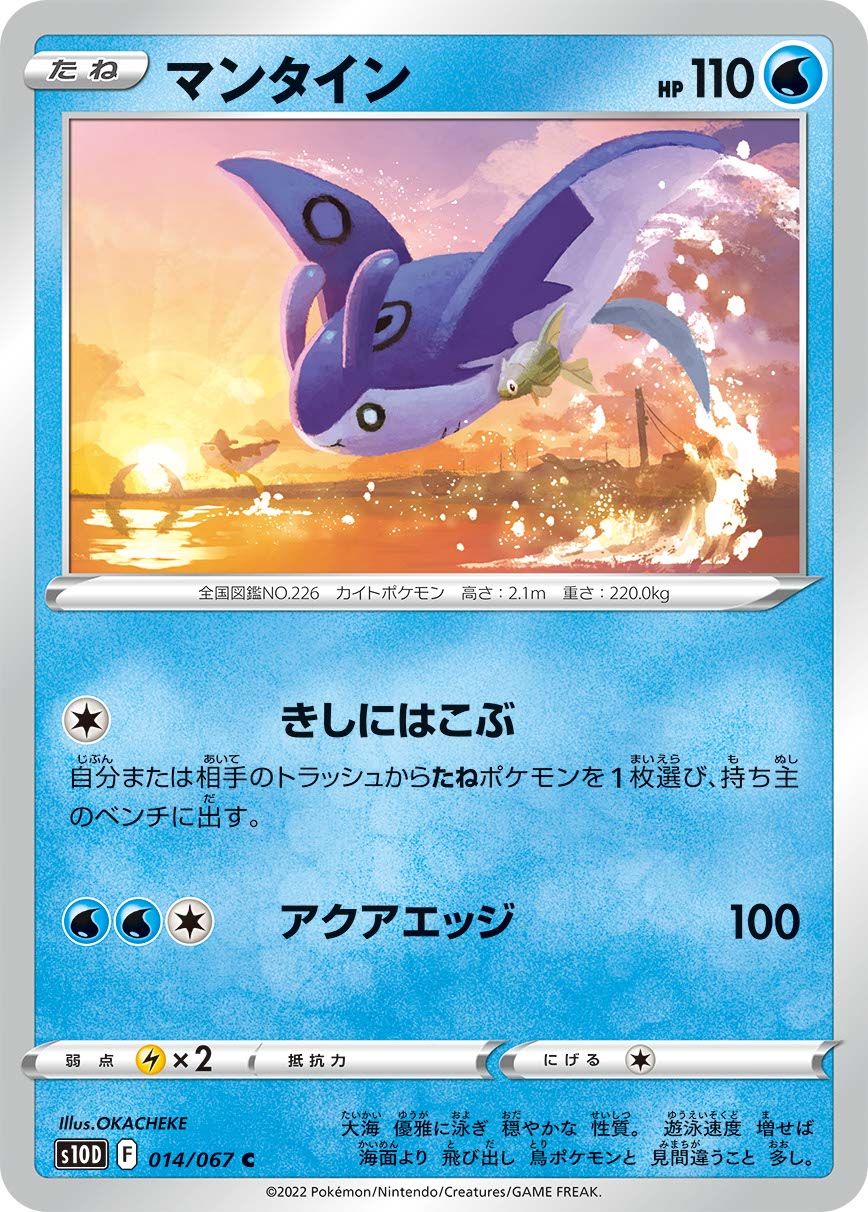 たね マンタイン HP 110
全国図鑑NO.226 カイトポケモン 高さ：2.1m 重さ：220.0kg
きしにはこぶ
自分または相手のトラッシュからたねポケモンを1枚選び、持ち主
のベンチに出す。
アクアエッジ 100
弱点 ×2 抵抗力 にげる
Illus.OKACHEKE
大海 優雅に泳ぎ 穏やかな 性質。 遊泳速度 増せば
海面より 飛び出し 鳥ポケモンと 見間違うこと 多し。
s10D F 014/067 C
©2022 Pokémon/Nintendo/Creatures/GAME FREAK.